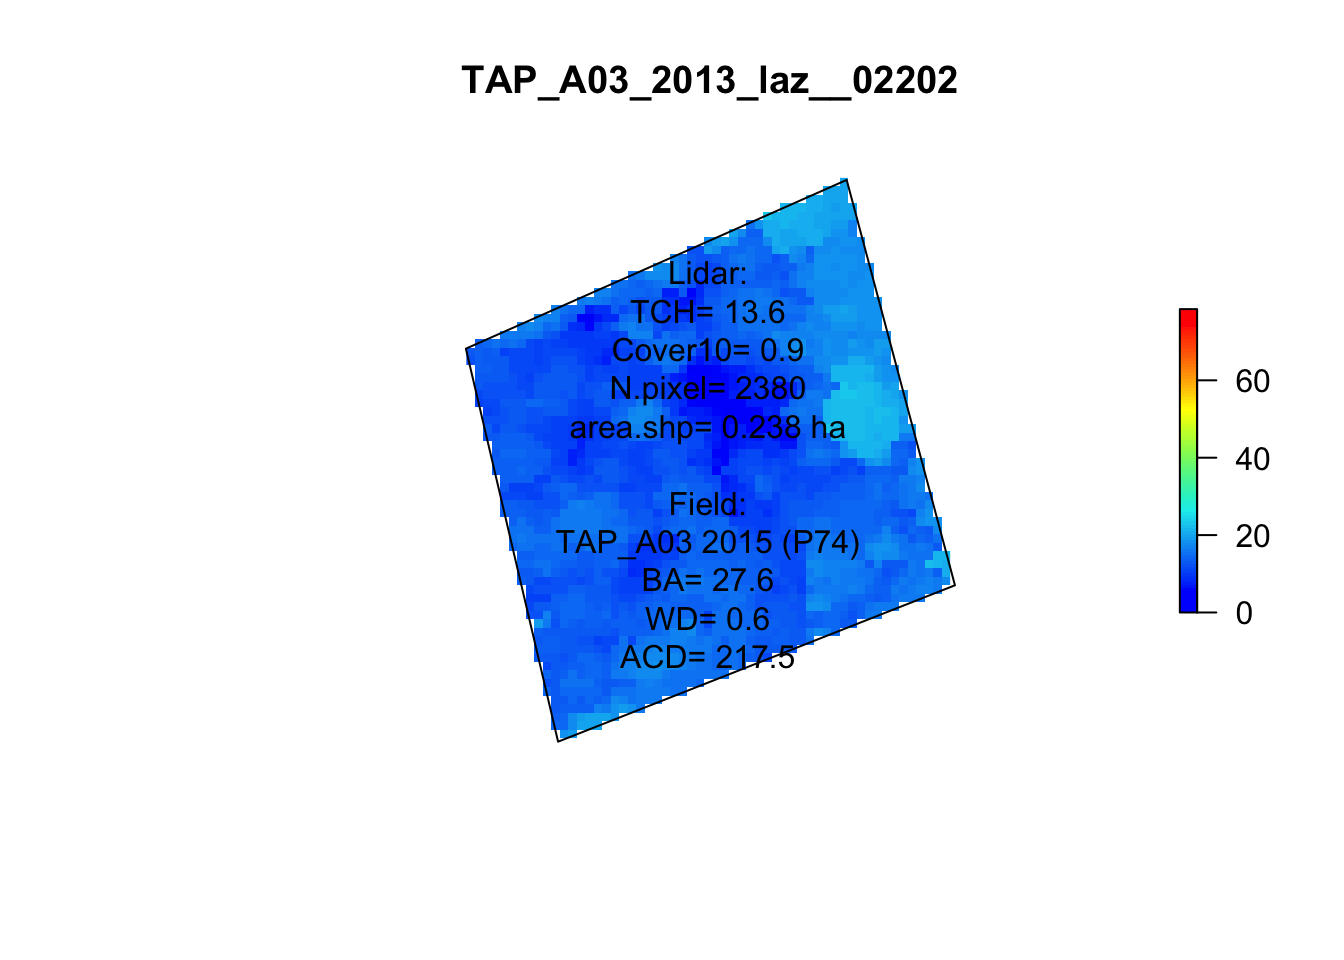 TAP_A03_2013_laz__02202
Lidar:
TCH= 13.6
Cover10= 0.9
N.pixel= 2380
area.shp= 0.238 ha
Field:
TAP_A03 2015 (P74)
BA= 27.6
WD= 0.6
ACD= 217.5
60
40
20
0